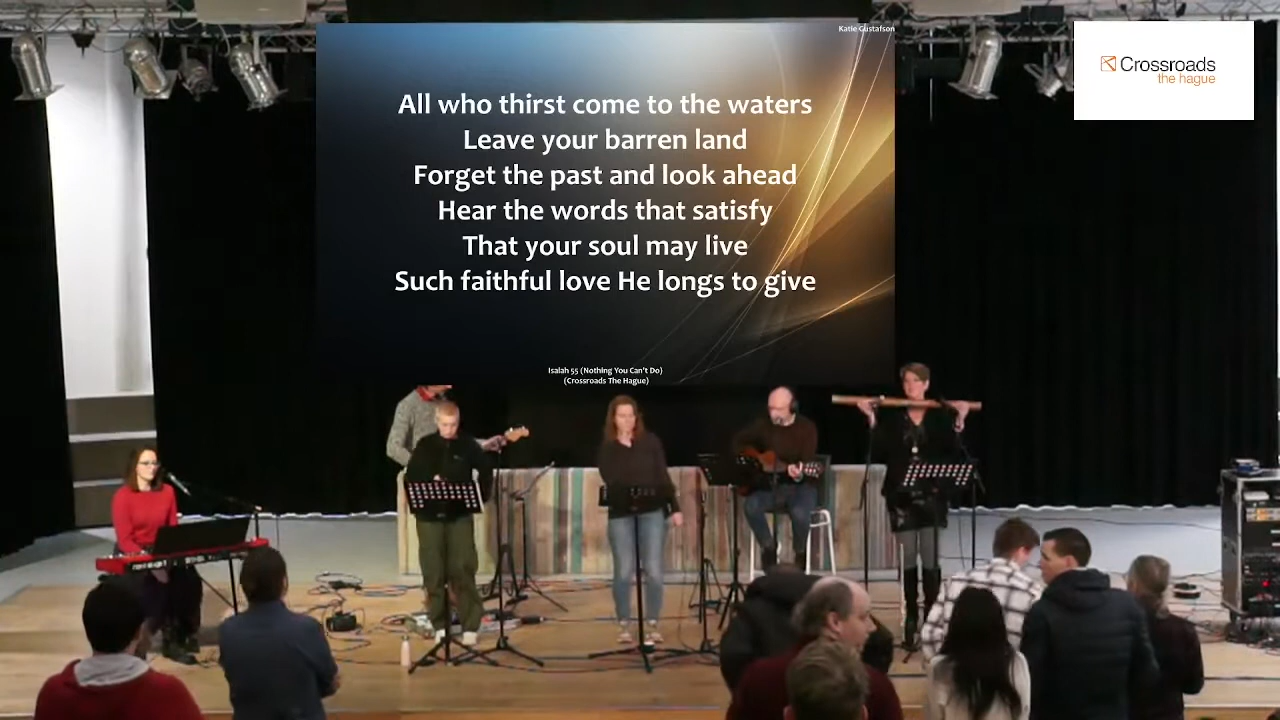 Katie Gustafson
Crossroads
the hague
All who thirst come to the waters
Leave your barren land
Forget the past and look ahead
Hear the words that satisfy
That your soul may live
Such faithful love He longs to give
Isaiah 55 (Nothing You Can't Do)
(Crossroads The Hague)